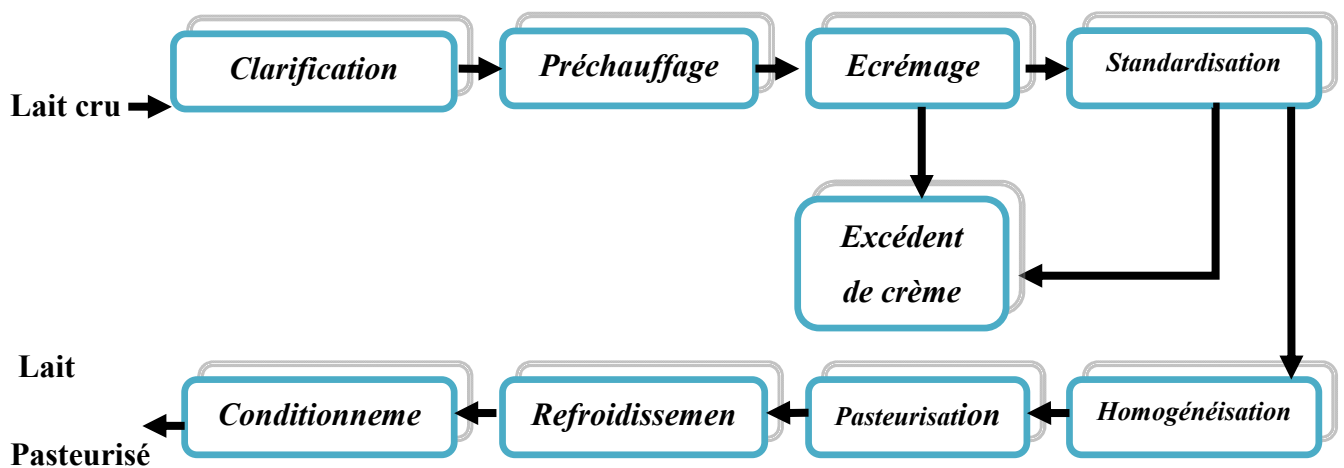 Lait cru
Clarification
Préchauffage
Ecrémage
Standardisation
Excédent
de crème
Homogénéisation
Pasteurisation
Refroidissemen
Conditionneme
Lait
Pasteurisé